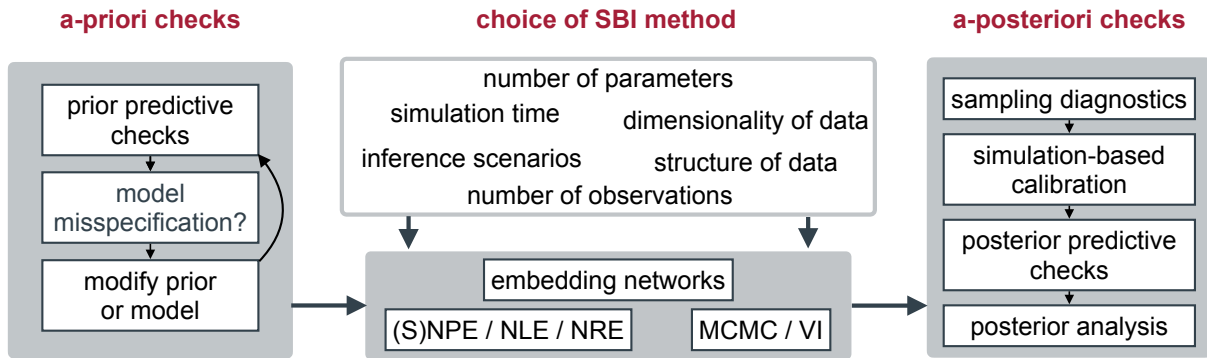 a-priori checks
prior predictive
checks
model
misspecification?
modify prior
or model
choice of SBI method
number of parameters
simulation time
dimensionality of data
inference scenarios
structure of data
number of observations
embedding networks
(S)NPE / NLE / NRE
MCMC / VI
a-posteriori checks
sampling diagnostics
simulation-based
calibration
posterior predictive
checks
posterior analysis